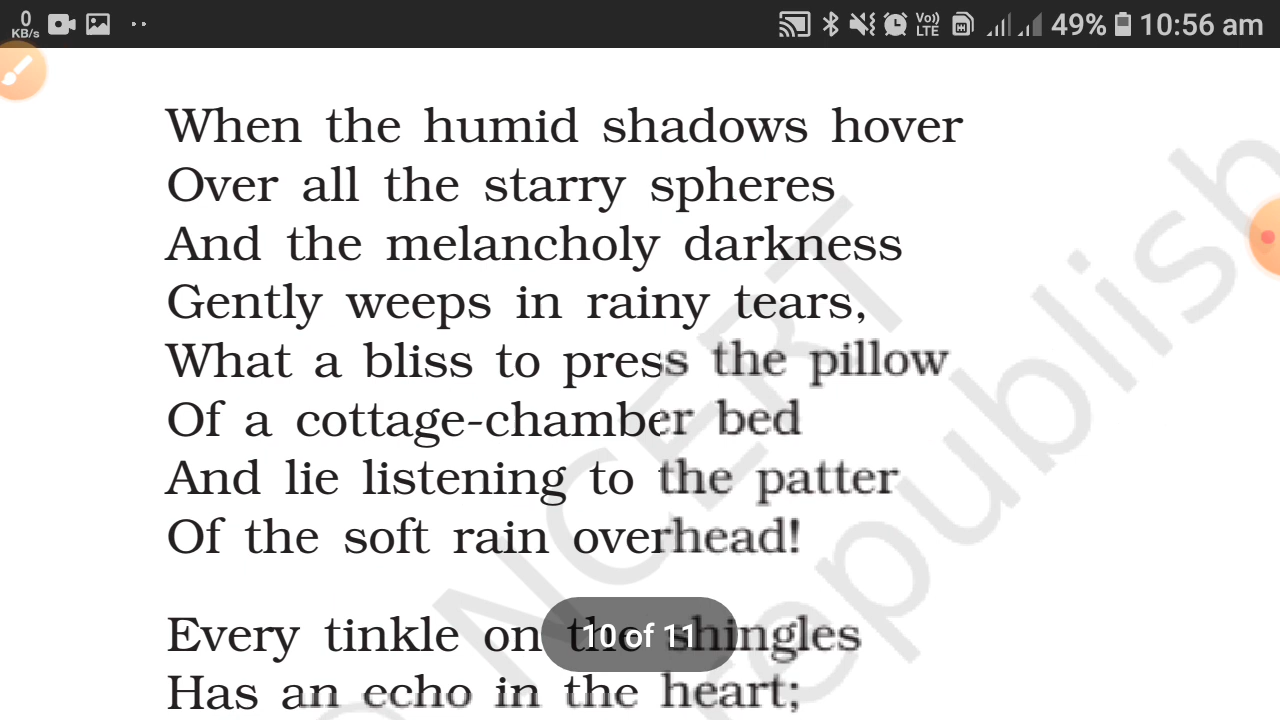 0
KB/s
Vo))
LTE
49%
10:56 am
When the humid shadows hover
Over all the starry spheres
And the melancholy darkness
Gently weeps in rainy tears,
What a bliss to press the pillow
Of a cottage-chamber bed
And lie listening to the patter
Of the soft rain overhead!
Every tinkle on the shingles
10 of 11
Has an echo in the heart;
NCERT
republish